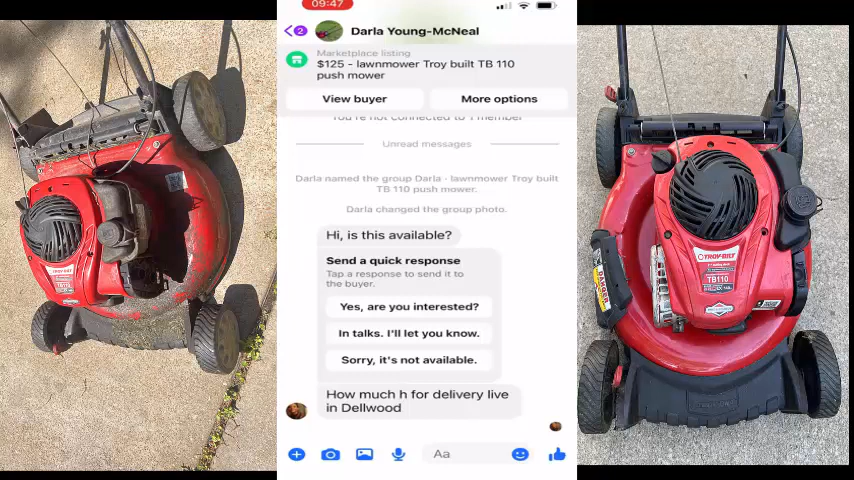 09:47
2
Darla Young-McNeal
Marketplace listing
$125 - lawnmower Troy built TB 110
push mower
View buyer
More options
You're not connected to 1 member
Unread messages
Darla named the group Darla - lawnmower Troy built
TB 110 push mower.
Darla changed the group photo.
Hi, is this available?
Send a quick response
Tap a response to send it to
the buyer.
Yes, are you interested?
In talks. I'll let you know.
Sorry, it's not available.
How much h for delivery live
in Dellwood
Aa
TROY-BILT
TROY-BILT
TB110
DANGER